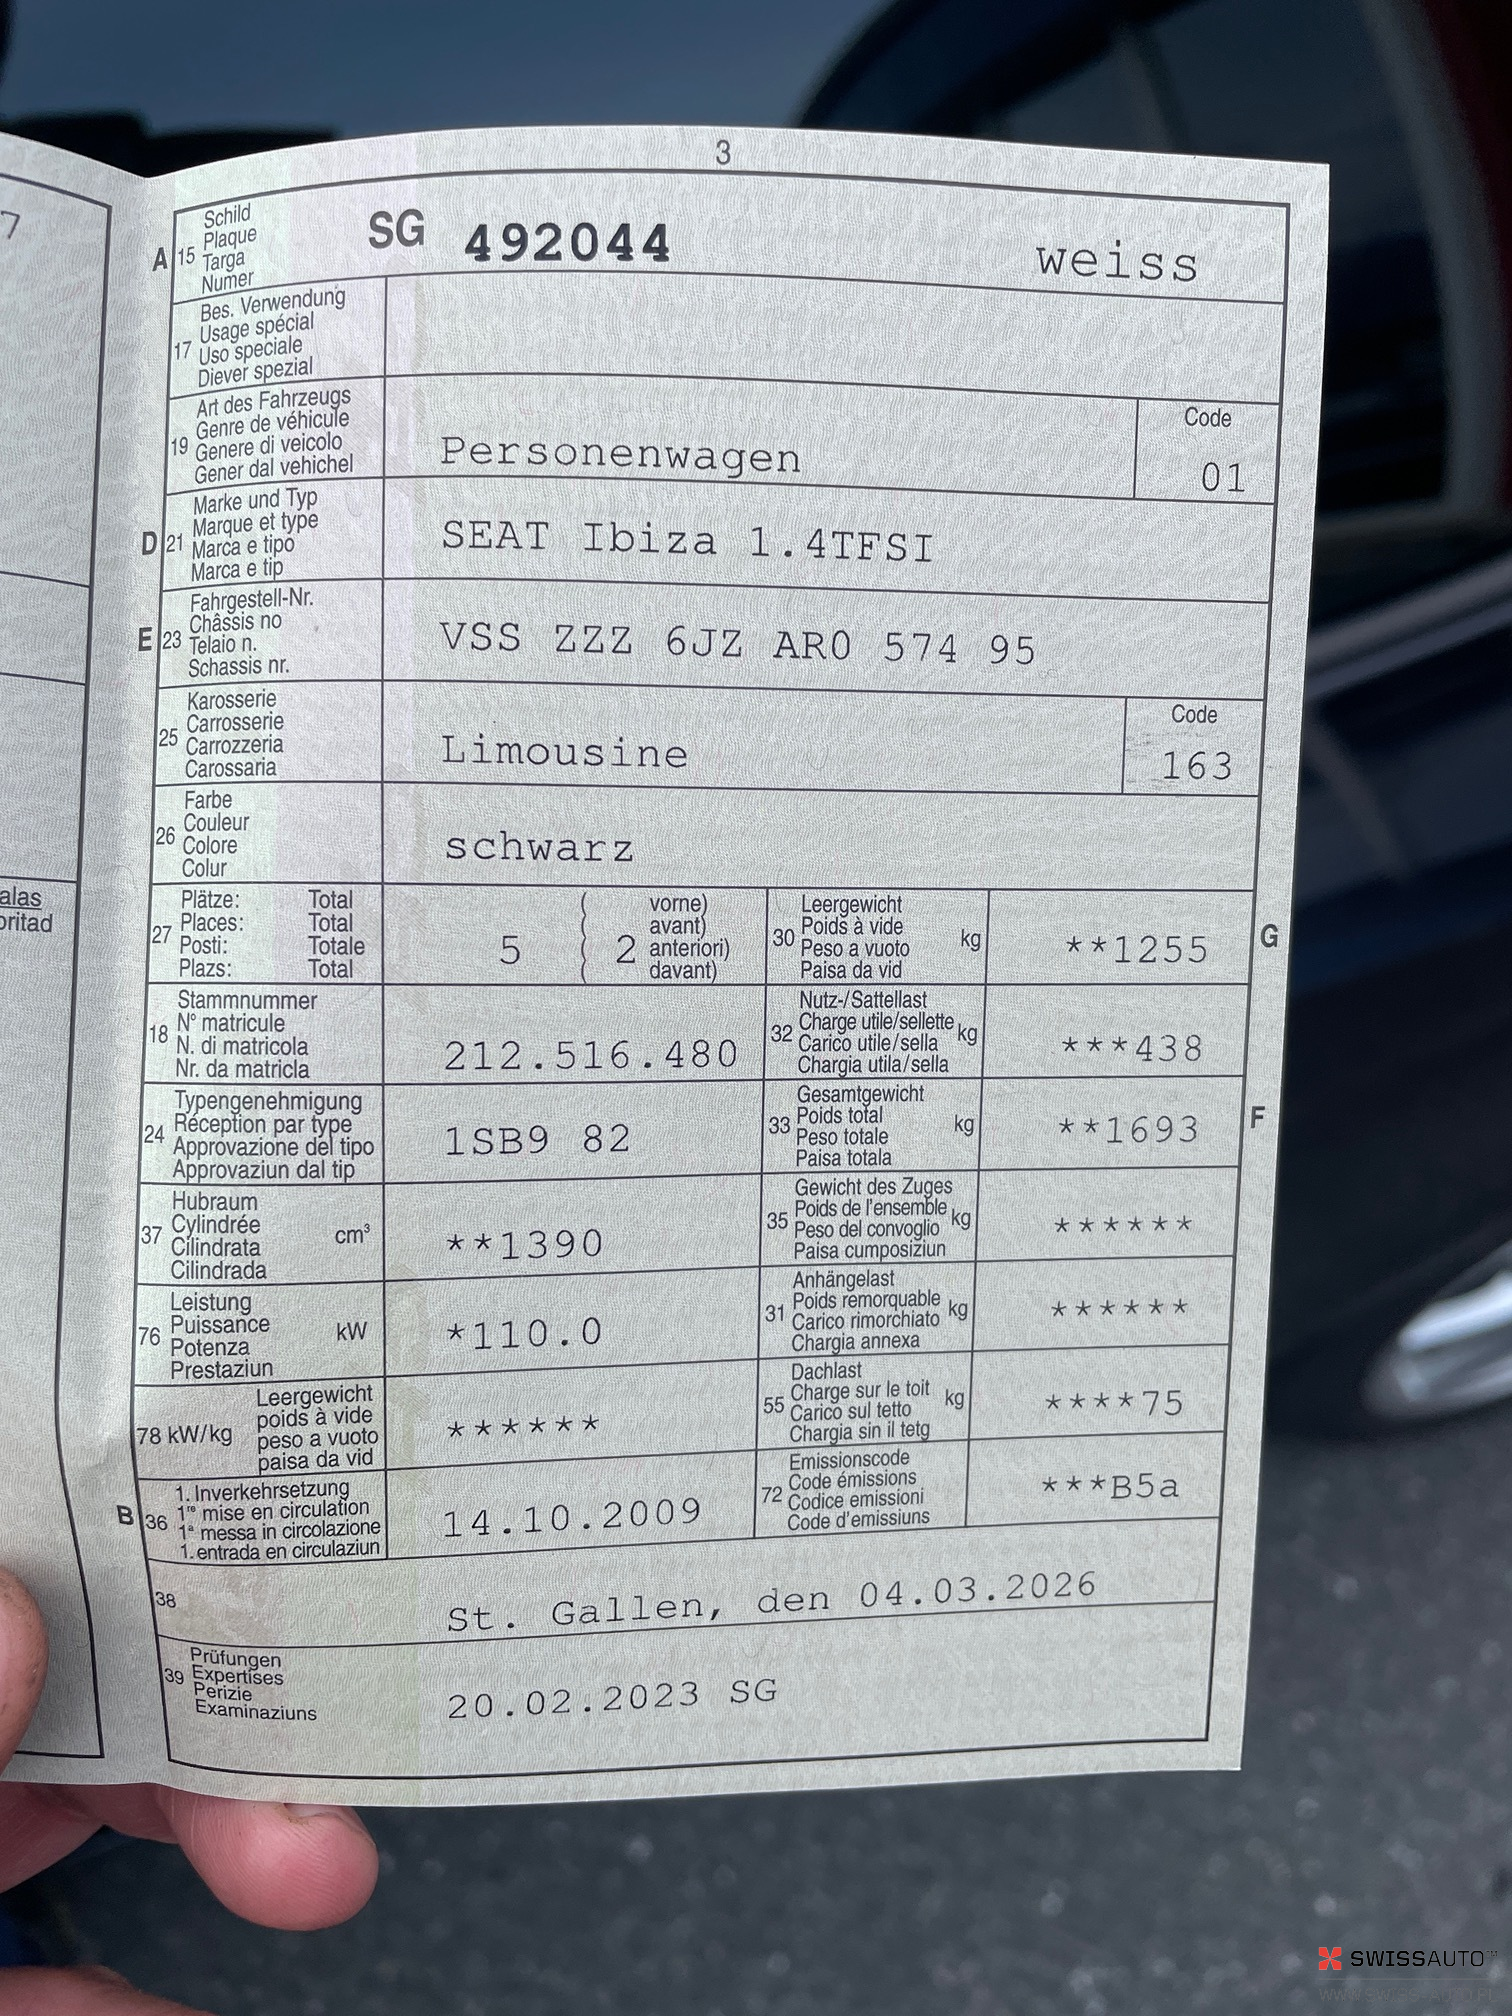 3
7
A 15 Schild
Plaque
Targa
Numer
SG 492044 weiss
17 Bes. Verwendung
Usage spécial
Uso speciale
Diever spezial
19 Art des Fahrzeugs
Genre de véhicule
Genere di veicolo
Gener dal vehichel
Personenwagen
Code
01
D 21 Marke und Typ
Marque et type
Marca e tipo
Marca e tip
SEAT Ibiza 1.4TFSI
E 23 Fahrgestell-Nr.
Châssis no
Telaio n.
Schassis nr.
VSS ZZZ 6JZ AR0 574 95
25 Karosserie
Carrosserie
Carrozzeria
Carossaria
Limousine
Code
163
26 Farbe
Couleur
Colore
Colur
schwarz
alas
oritad
27 Plätze: Total
Places: Total
Posti: Totale
Plazs: Total
5 ( 2 vorne)
avant)
anteriori)
davant)
30 Leergewicht
Poids à vide
Peso a vuoto kg
Paisa da vid
**1255
G
18 Stammnummer
N° matricule
N. di matricola
Nr. da matricla
212.516.480
32 Nutz-/Sattellast
Charge utile/sellette kg
Carico utile/sella
Chargia utila/sella
***438
24 Typengenehmigung
Réception par type
Approvazione del tipo
Approvaziun dal tip
1SB9 82
33 Gesamtgewicht
Poids total kg
Peso totale
Paisa totala
**1693
F
37 Hubraum
Cylindrée cm³
Cilindrata
Cilindrada
**1390
35 Gewicht des Zuges
Poids de l'ensemble kg
Peso del convoglio
Paisa cumposiziun
******
76 Leistung
Puissance kW
Potenza
Prestaziun
*110.0
31 Anhängelast
Poids remorquable kg
Carico rimorchiato
Chargia annexa
******
78 kW/kg Leergewicht
poids à vide
peso a vuoto
paisa da vid
******
55 Dachlast
Charge sur le toit kg
Carico sul tetto
Chargia sin il tetg
****75
B 36 1. Inverkehrsetzung
1re mise en circulation
1a messa in circolazione
1. entrada en circulaziun
14.10.2009
72 Emissionscode
Code émissions
Codice emissioni
Code d'emissiuns
***B5a
38 St. Gallen, den 04.03.2026
39 Prüfungen
Expertises
Perizie
Examinaziuns
20.02.2023 SG
SWISSAUTO